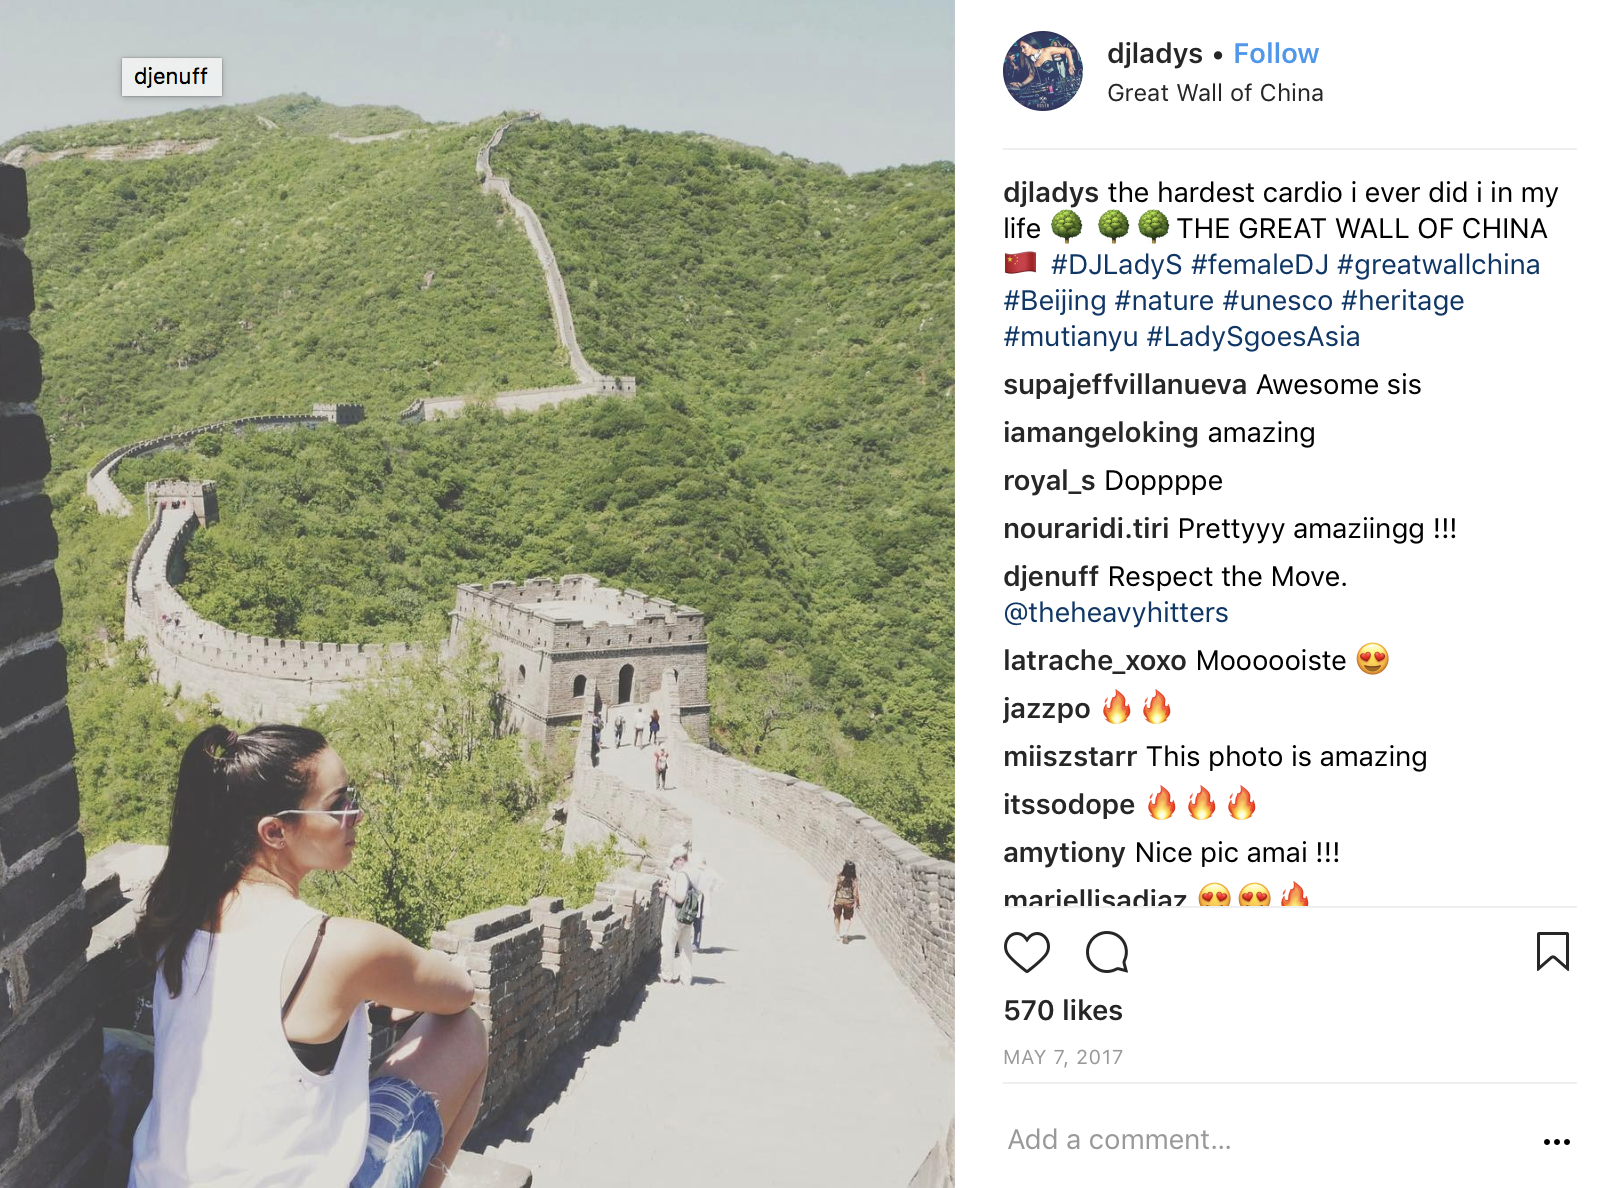 djenuff
djladys • Follow
Great Wall of China
djladys the hardest cardio i ever did i in my
life 🌳 🌳🌳 THE GREAT WALL OF CHINA
🇨🇳 #DJLadyS #femaleDJ #greatwallchina
#Beijing #nature #unesco #heritage
#mutianyu #LadySgoesAsia
supajeffvillanueva Awesome sis
iamangeloking amazing
royal_s Doppppe
nouraridi.tiri Prettyyy amaziingg !!!
djenuff Respect the Move.
@theheavyhitters
latrache_xoxo Moooooiste 😍
jazzpo 🔥🔥
miiszstarr This photo is amazing
itssodope 🔥🔥🔥
amytiony Nice pic amai !!!
mariellisadiaz 😍😍🔥
570 likes
MAY 7, 2017
Add a comment...